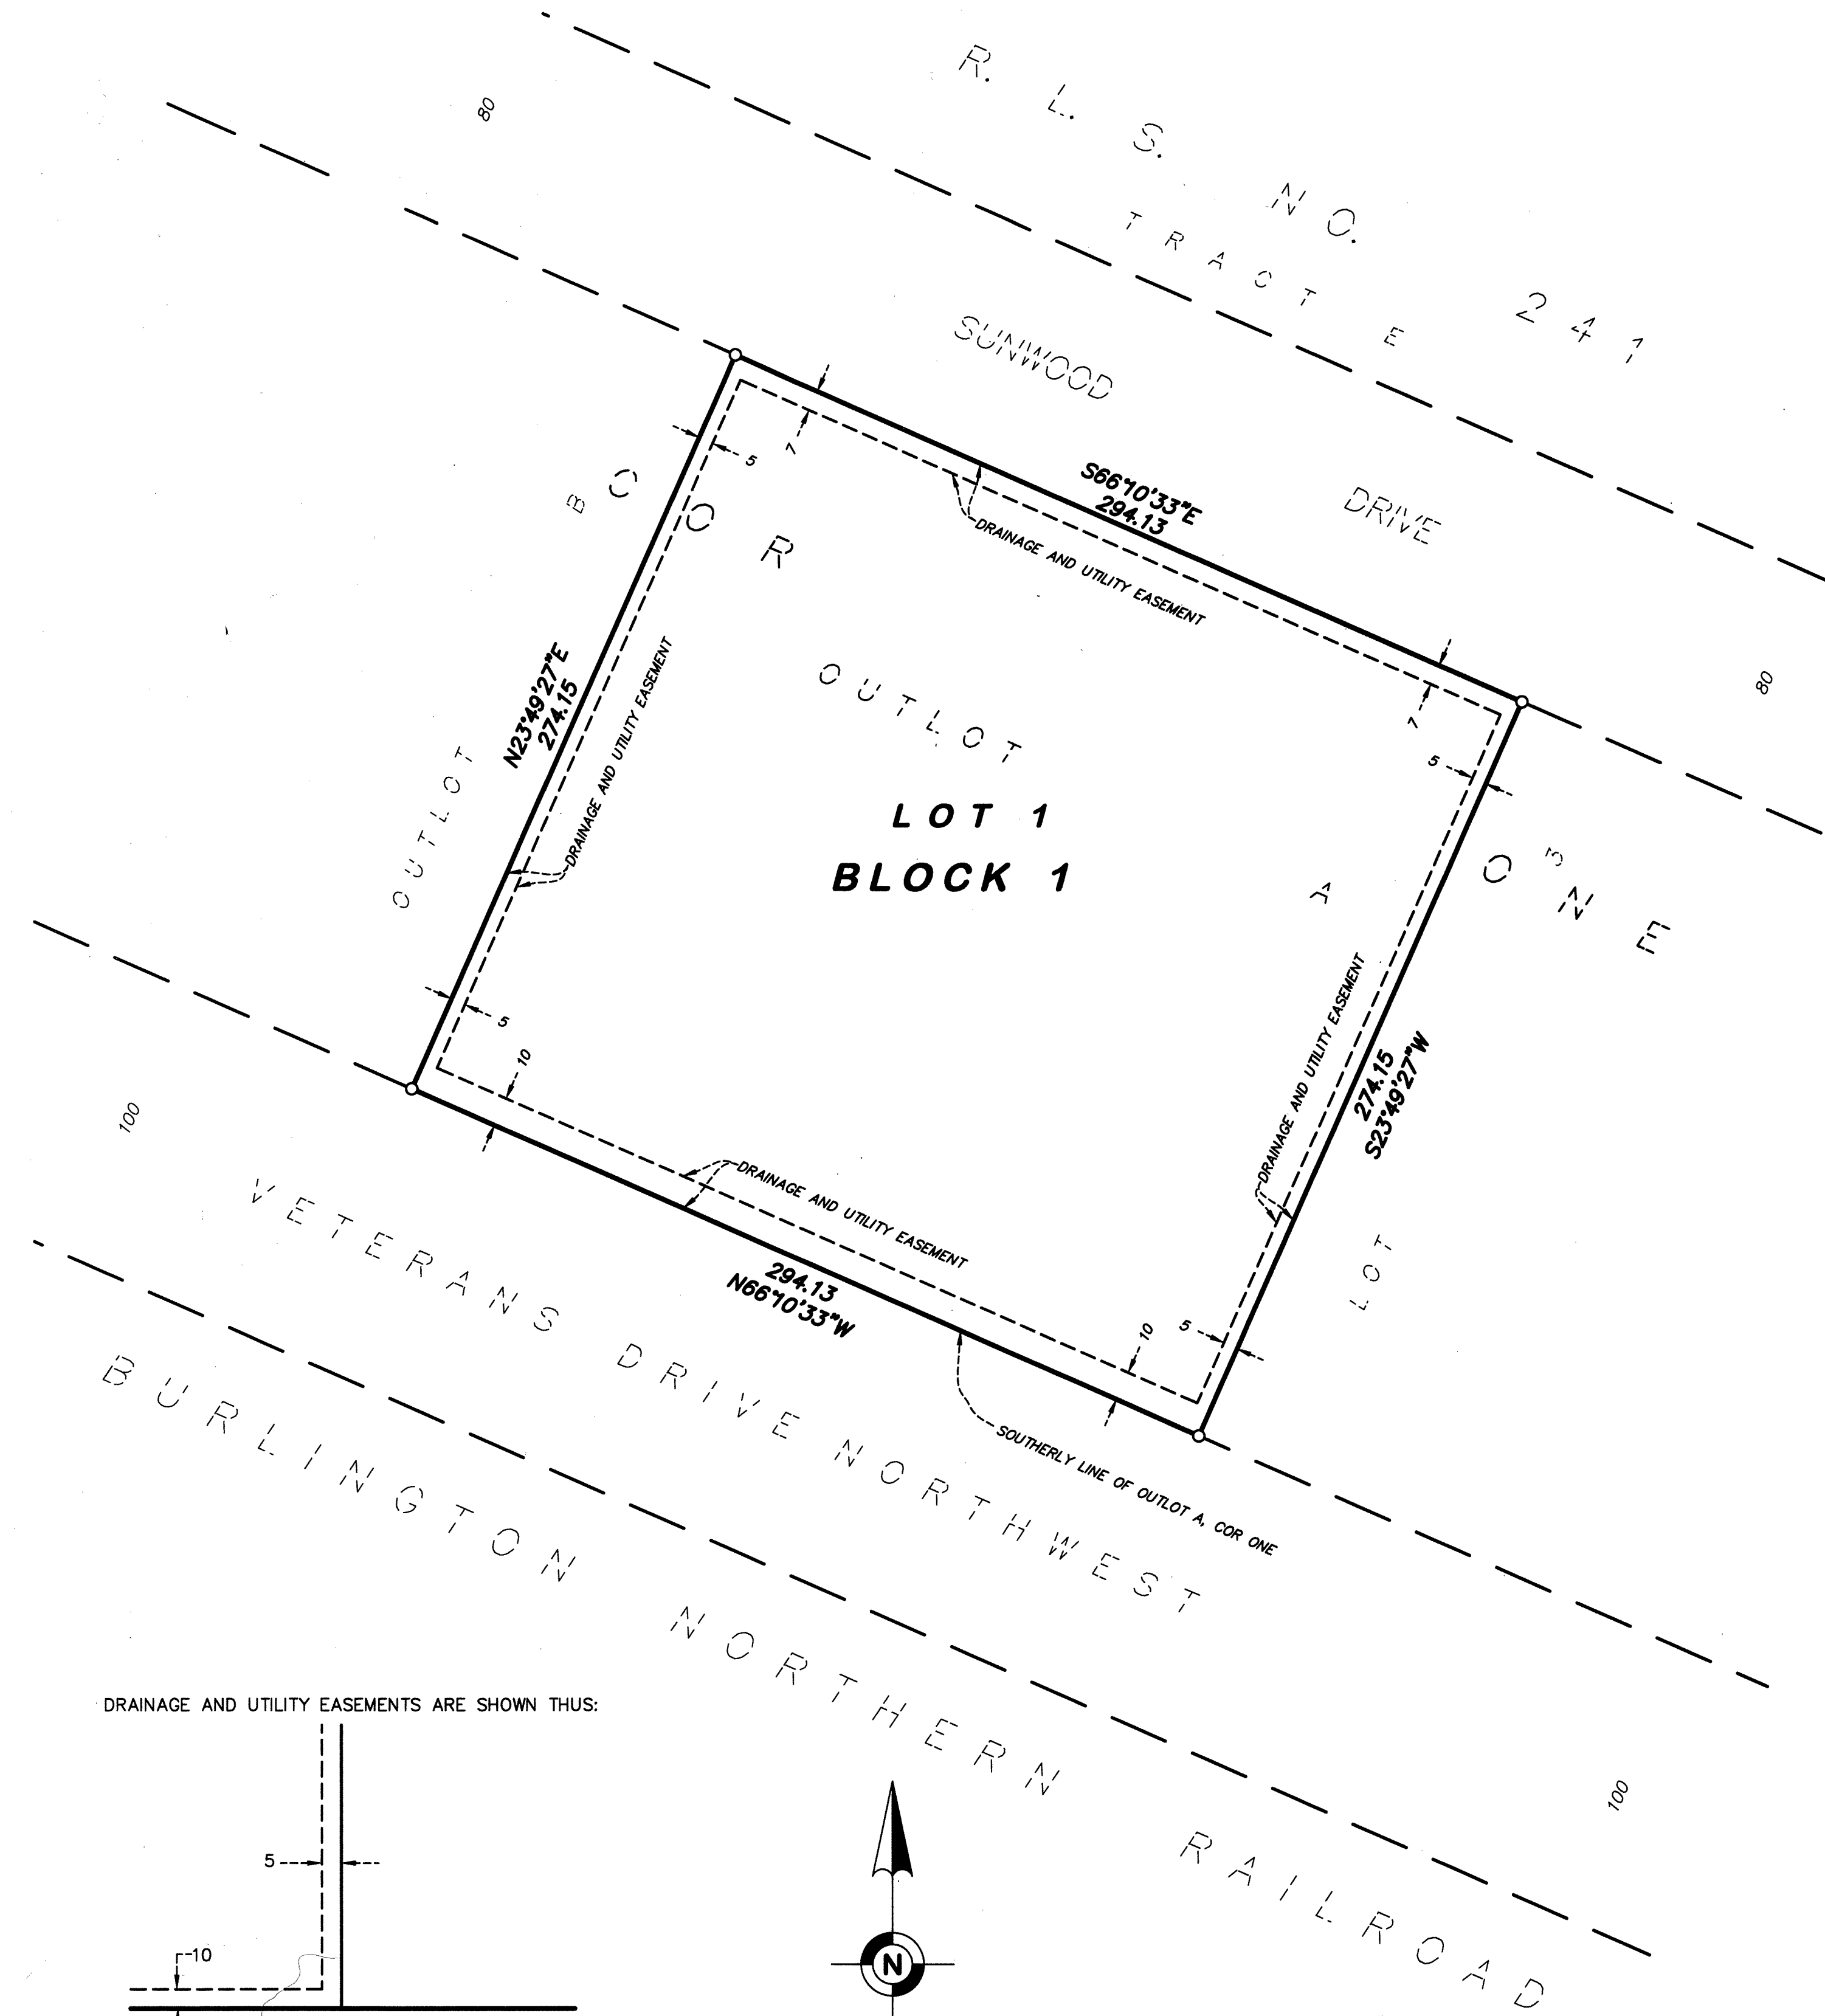 R. L. S. NO. 241
TRACT E
80
SUNWOOD DRIVE
7
5
S66°10'33"E
294.13
DRAINAGE AND UTILITY EASEMENT
B
COR ONE
N23°49'27"E
274.15
DRAINAGE AND UTILITY EASEMENT
OUTLOT
OUTLOT A
LOT 1
BLOCK 1
7
5
80
3
LOT
DRAINAGE AND UTILITY EASEMENT
274.15
S23°49'27"W
5
10
100
DRAINAGE AND UTILITY EASEMENT
294.13
N66°10'33"W
10
5
SOUTHERLY LINE OF OUTLOT A, COR ONE
VETERANS DRIVE NORTHWEST
BURLINGTON NORTHERN RAILROAD
100
DRAINAGE AND UTILITY EASEMENTS ARE SHOWN THUS:
5
10
N